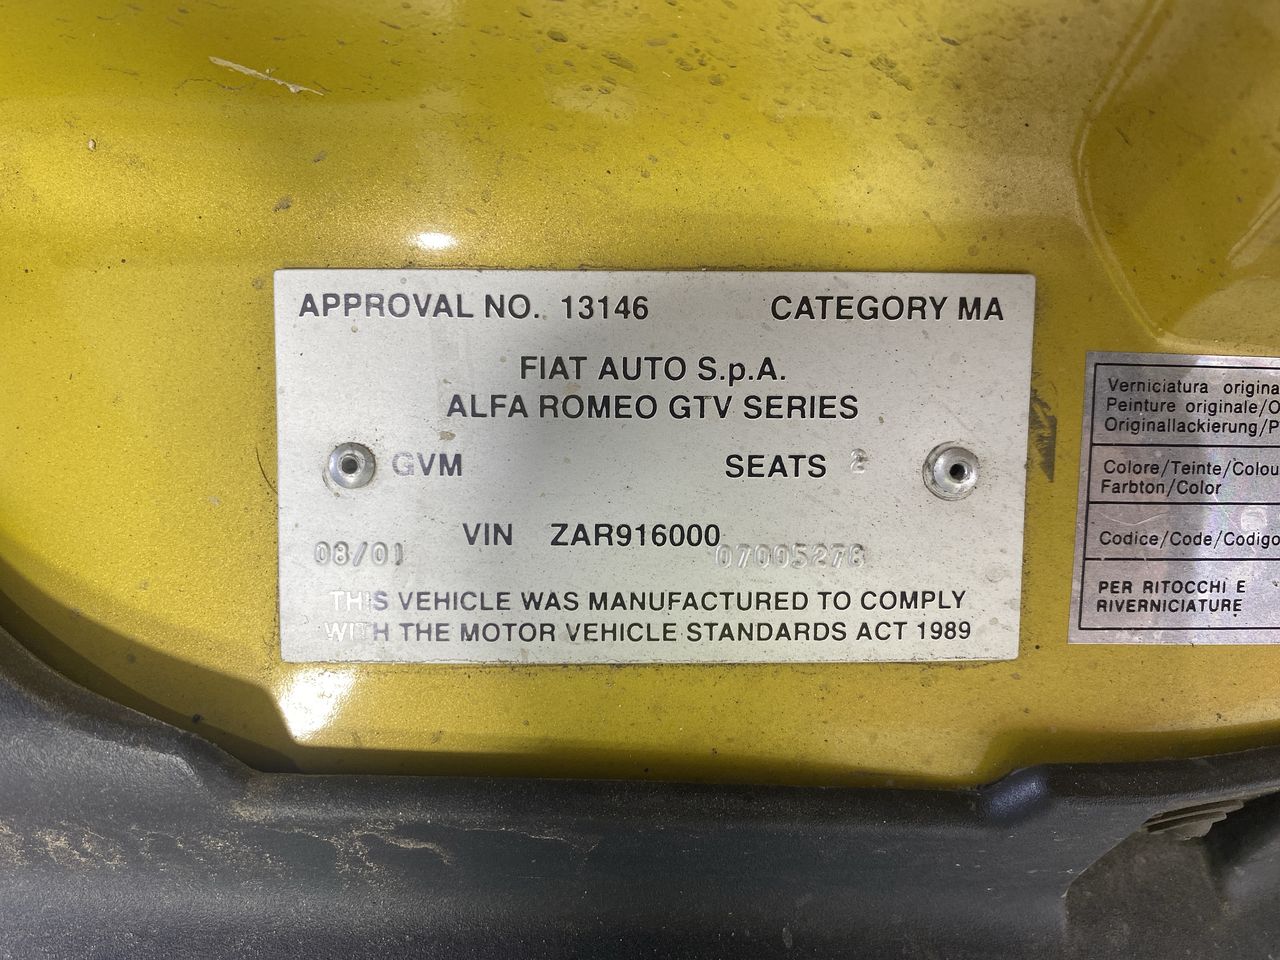 APPROVAL NO. 13146 CATEGORY MA
FIAT AUTO S.p.A.
ALFA ROMEO GTV SERIES
GVM SEATS 2
VIN ZAR916000
08/01 07005278
THIS VEHICLE WAS MANUFACTURED TO COMPLY
WITH THE MOTOR VEHICLE STANDARDS ACT 1989
Verniciatura origina
Peinture originale/O
Originallackierung/P
Colore/Teinte/Colou
Farbton/Color
Codice/Code/Codigo
PER RITOCCHI E
RIVERNICIATURE